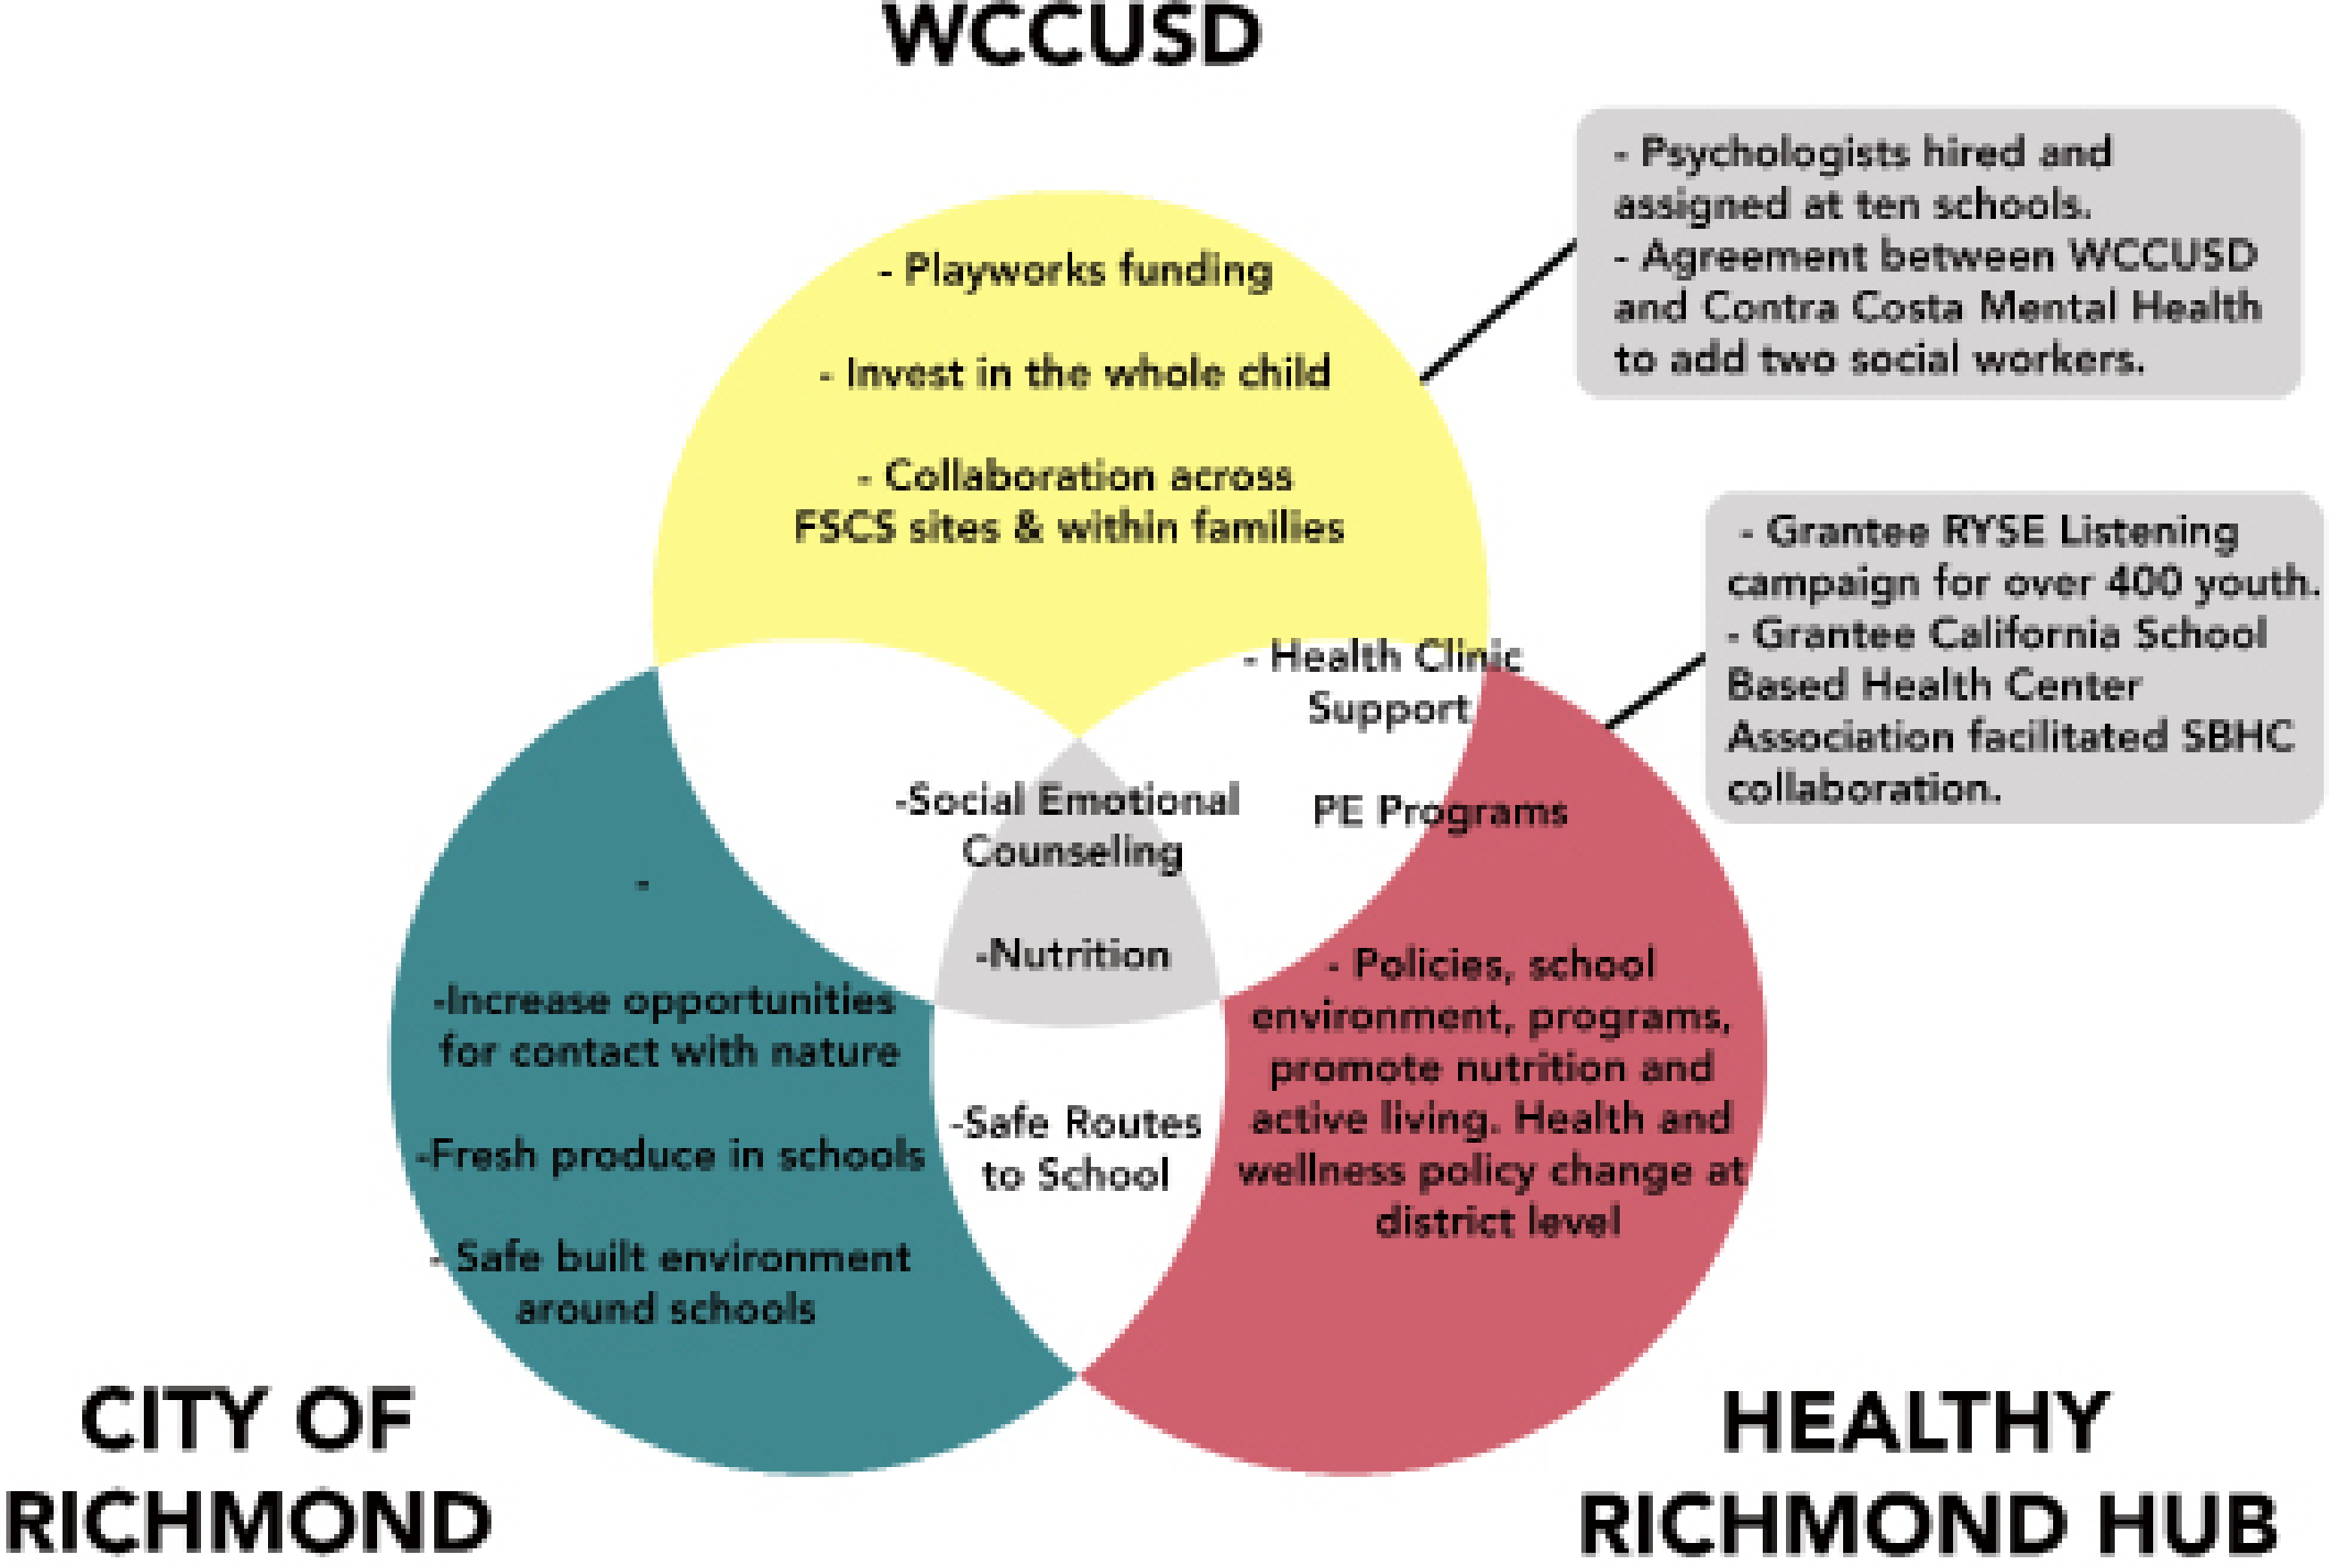 WCCUSD
- Playworks funding
- Invest in the whole child
- Collaboration across
FSCS sites & within families
- Psychologists hired and
assigned at ten schools.
- Agreement between WCCUSD
and Contra Costa Mental Health
to add two social workers.
- Grantee RYSE Listening
campaign for over 400 youth.
- Grantee California School
Based Health Center
Association facilitated SBHC
collaboration.
- Health Clinic
Support
PE Programs
-Social Emotional
Counseling
-Nutrition
-
-Increase opportunities
for contact with nature
-Fresh produce in schools
- Safe built environment
around schools
-Safe Routes
to School
- Policies, school
environment, programs,
promote nutrition and
active living. Health and
wellness policy change at
district level
CITY OF
RICHMOND
HEALTHY
RICHMOND HUB